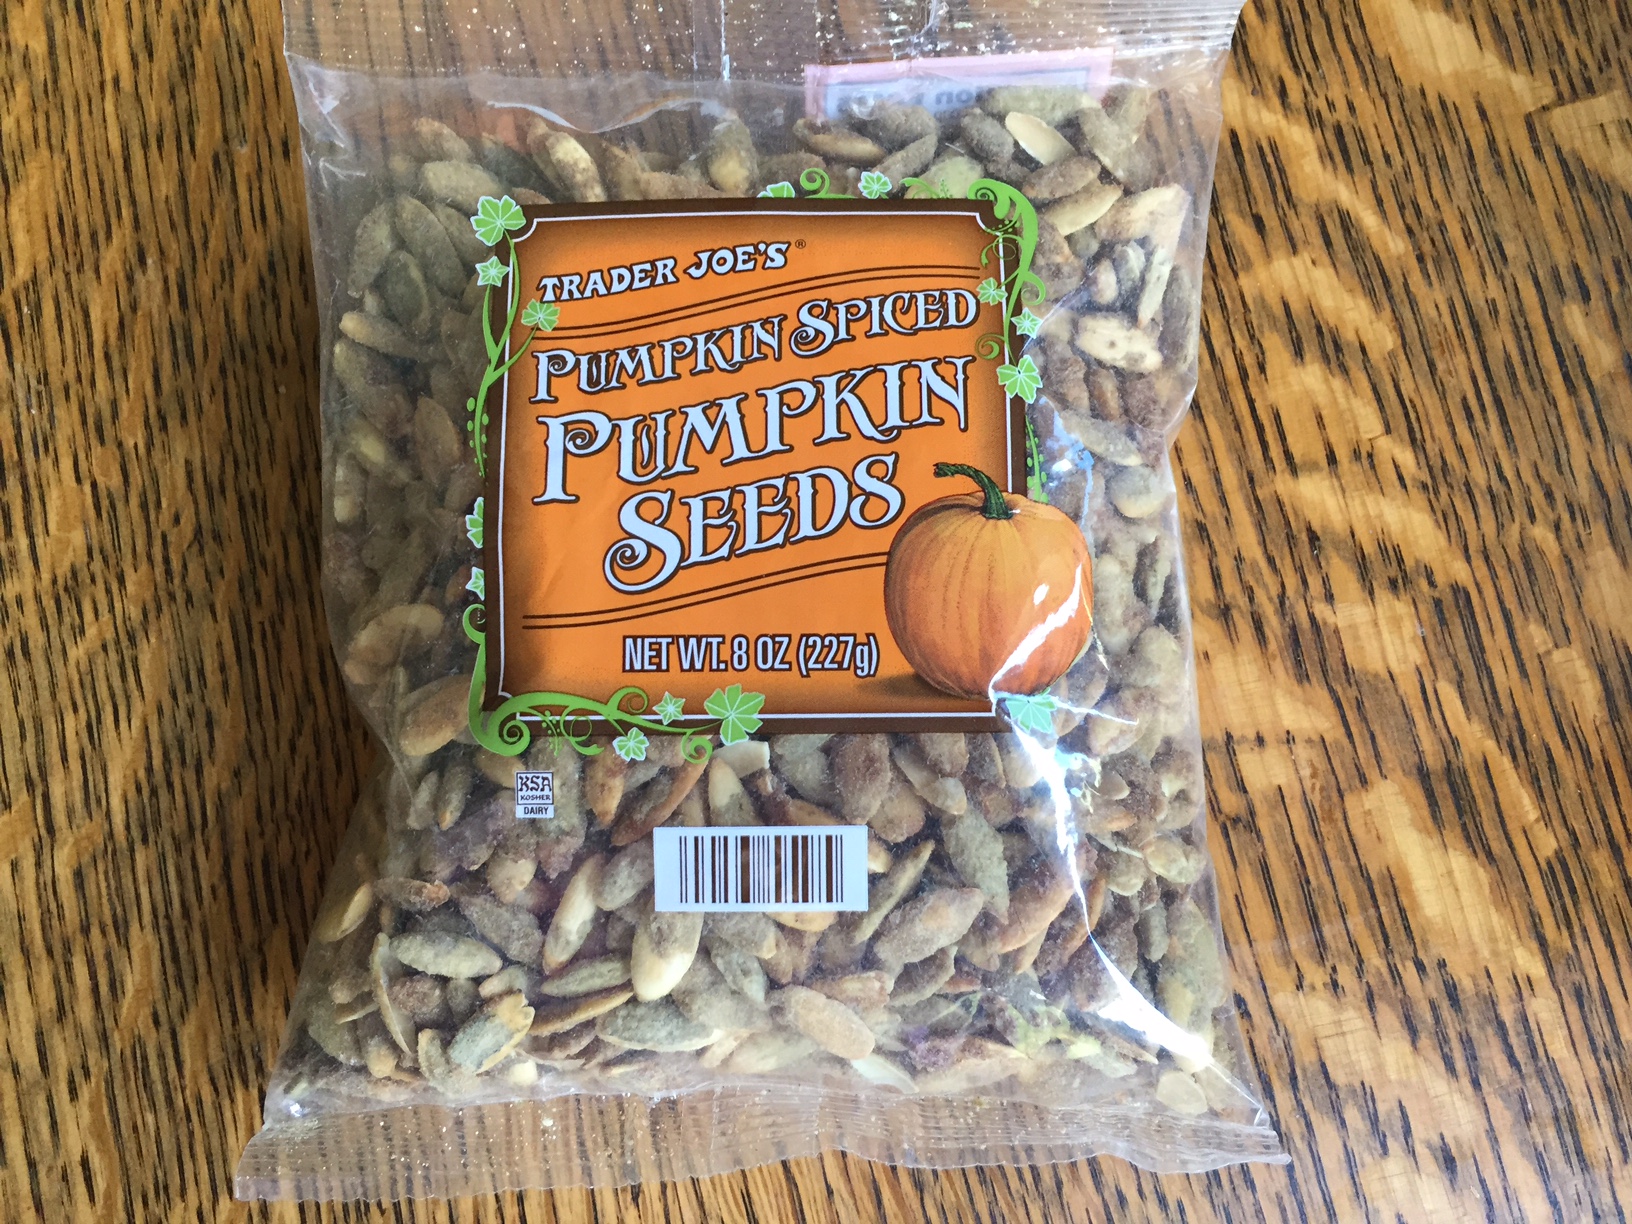 TRADER JOE'S®
PUMPKIN SPICED
PUMPKIN
SEEDS
NET WT. 8 OZ (227g)
KSA
KOSHER
DAIRY